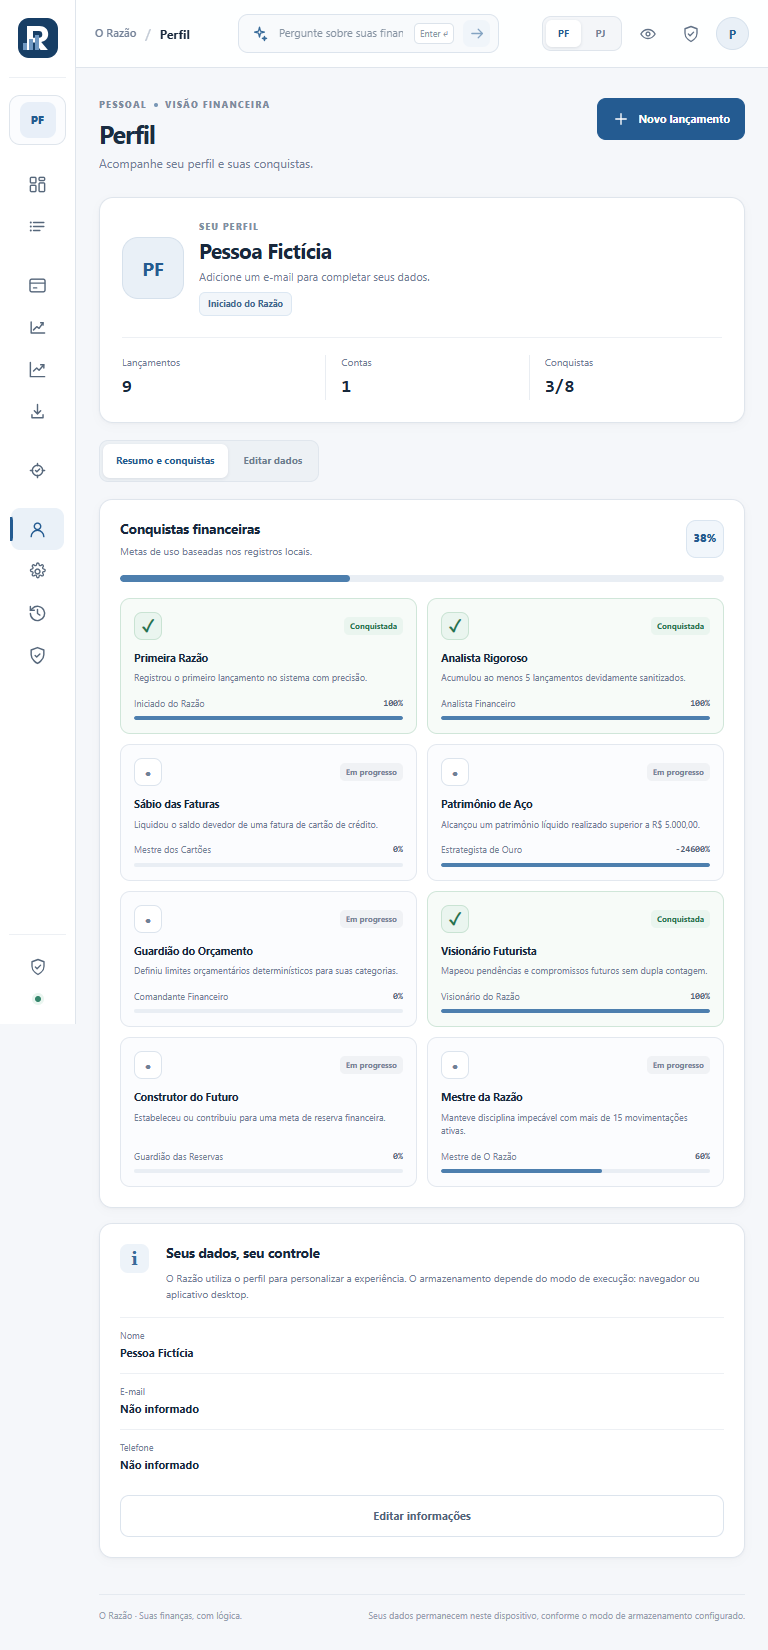 R
O Razão / Perfil
Pergunte sobre suas finan
Enter ↵
PF PJ
P
PF
PESSOAL • VISÃO FINANCEIRA
Perfil
Acompanhe seu perfil e suas conquistas.
+ Novo lançamento
PF
SEU PERFIL
Pessoa Fictícia
Adicione um e-mail para completar seus dados.
Iniciado do Razão
Lançamentos
9
Contas
1
Conquistas
3/8
Resumo e conquistas
Editar dados
Conquistas financeiras
Metas de uso baseadas nos registros locais.
38%
✓ Conquistada
Primeira Razão
Registrou o primeiro lançamento no sistema com precisão.
Iniciado do Razão 100%
✓ Conquistada
Analista Rigoroso
Acumulou ao menos 5 lançamentos devidamente sanitizados.
Analista Financeiro 100%
• Em progresso
Sábio das Faturas
Liquidou o saldo devedor de uma fatura de cartão de crédito.
Mestre dos Cartões 0%
• Em progresso
Patrimônio de Aço
Alcançou um patrimônio líquido realizado superior a R$ 5.000,00.
Estrategista de Ouro -24600%
• Em progresso
Guardião do Orçamento
Definiu limites orçamentários determinísticos para suas categorias.
Comandante Financeiro 0%
✓ Conquistada
Visionário Futurista
Mapeou pendências e compromissos futuros sem dupla contagem.
Visionário do Razão 100%
• Em progresso
Construtor do Futuro
Estabeleceu ou contribuiu para uma meta de reserva financeira.
Guardião das Reservas 0%
• Em progresso
Mestre da Razão
Manteve disciplina impecável com mais de 15 movimentações
ativas.
Mestre de O Razão 60%
i
Seus dados, seu controle
O Razão utiliza o perfil para personalizar a experiência. O armazenamento depende do modo de execução: navegador ou
aplicativo desktop.
Nome
Pessoa Fictícia
E-mail
Não informado
Telefone
Não informado
Editar informações
O Razão · Suas finanças, com lógica.
Seus dados permanecem neste dispositivo, conforme o modo de armazenamento configurado.